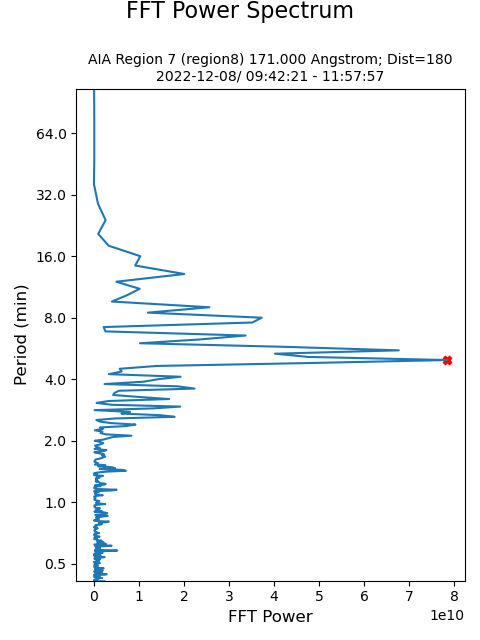 FFT Power Spectrum
AIA Region 7 (region8) 171.000 Angstrom; Dist=180
2022-12-08/ 09:42:21 - 11:57:57
64.0
32.0
16.0
8.0
4.0
2.0
1.0
0.5
Period (min)
0 1 2 3 4 5 6 7 8
1e10
FFT Power